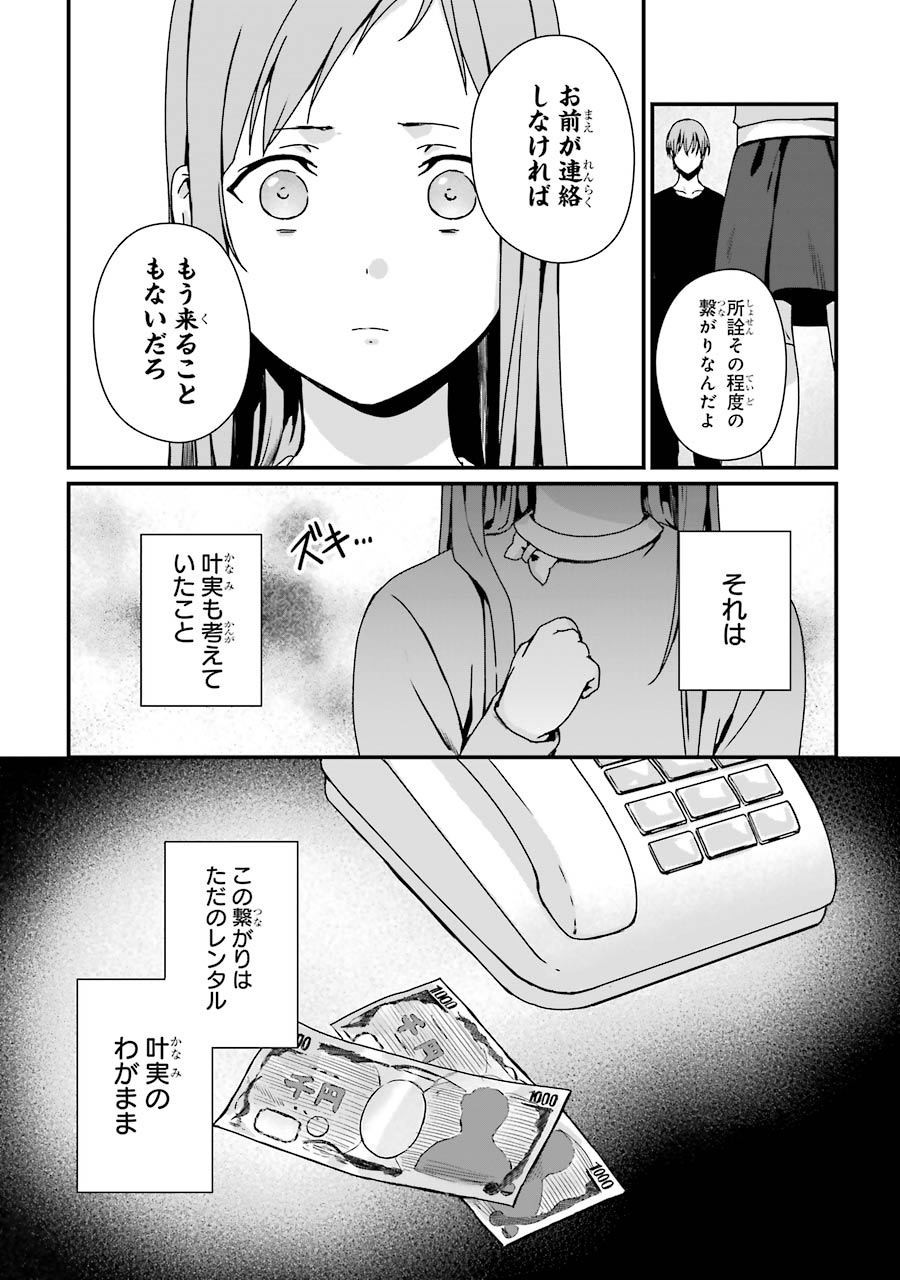 所詮その程度の
繋がりなんだよ
お前が連絡
しなければ
もう来ること
もないだろ
それは
ズキ…
叶実も考えて
いたこと
この繋がりは
ただのレンタル
叶実の
わがまま
1000
千円
1000
千円
1000
1000